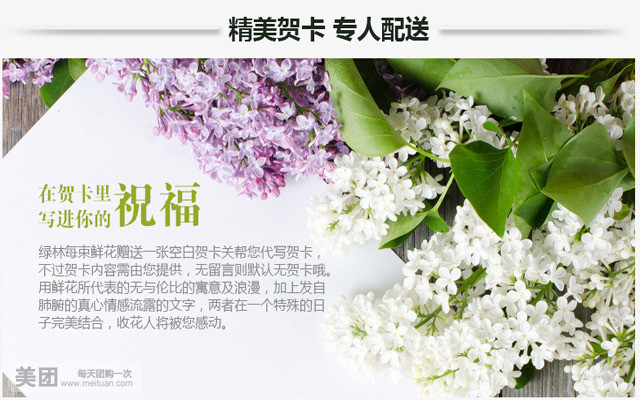 精美贺卡 专人配送
在贺卡里
写进你的
祝福
绿林每束鲜花赠送一张空白贺卡关帮您代写贺卡，
不过贺卡内容需由您提供，无留言则默认无贺卡哦。
用鲜花所代表的无与伦比的寓意及浪漫，加上发自
肺腑的真心情感流露的文字，两者在一个特殊的日
子完美结合，收花人将被您感动。
美团
每天团购一次
www.meituan.com